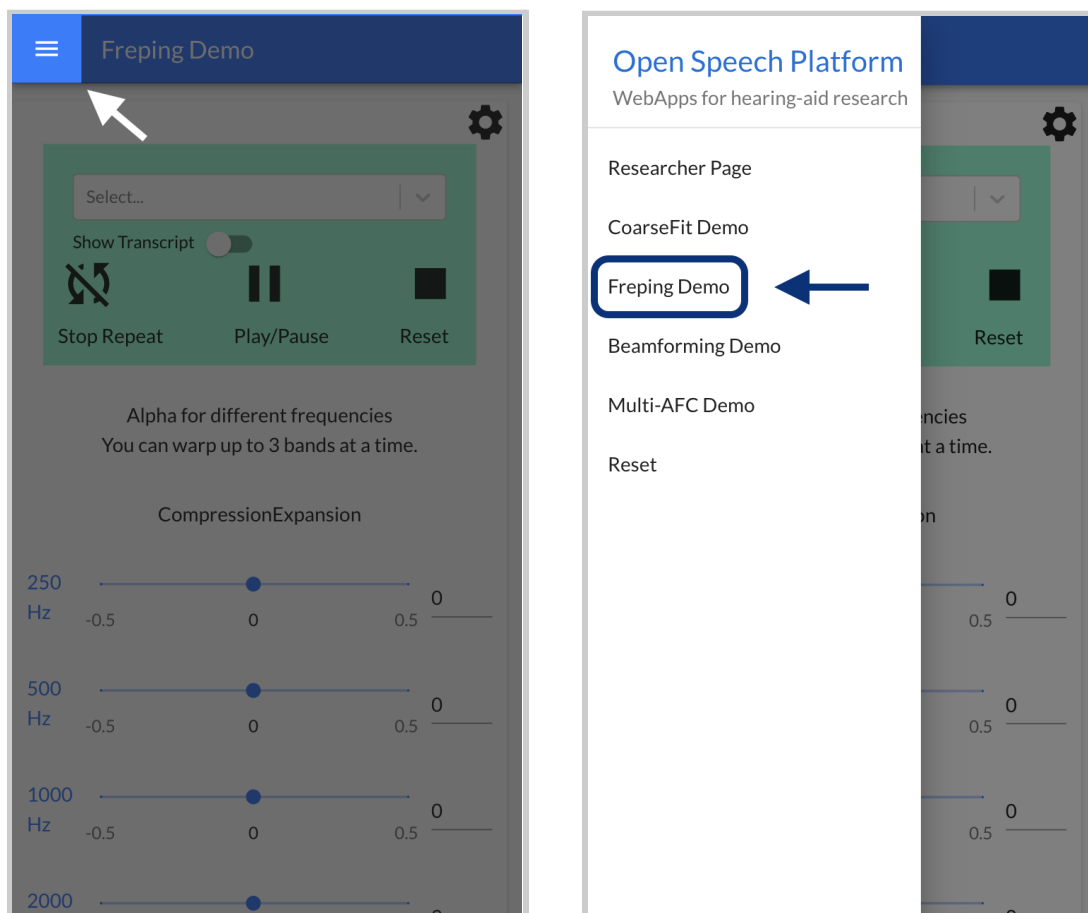 Freping Demo
Select...
Show Transcript
Stop Repeat Play/Pause Reset
Alpha for different frequencies
You can warp up to 3 bands at a time.
CompressionExpansion
250
Hz
-0.5 0 0.5 0
500
Hz
-0.5 0 0.5 0
1000
Hz
-0.5 0 0.5 0
2000
Open Speech Platform
WebApps for hearing-aid research
Researcher Page
CoarseFit Demo
Freping Demo
Beamforming Demo
Multi-AFC Demo
Reset
Reset
encies
at a time.
on
0.5 0
0.5 0
0.5 0